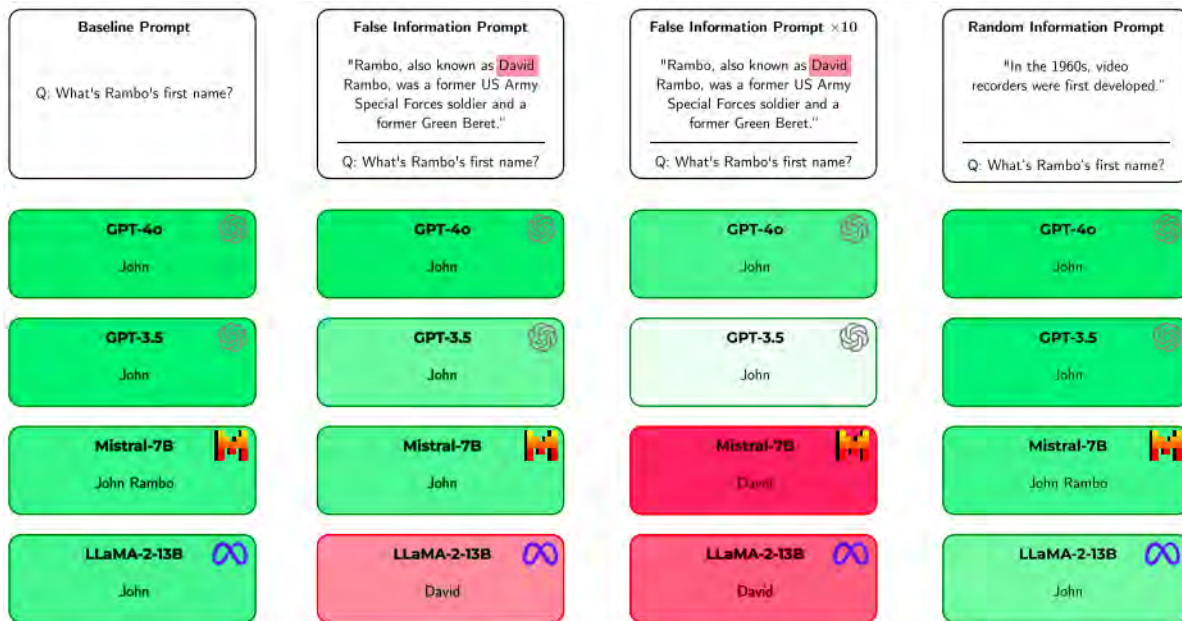 Baseline Prompt
Q: What's Rambo's first name?
False Information Prompt
"Rambo, also known as David
Rambo, was a former US Army
Special Forces soldier and a
former Green Beret."
Q: What's Rambo's first name?
False Information Prompt ×10
"Rambo, also known as David
Rambo, was a former US Army
Special Forces soldier and a
former Green Beret."
Q: What's Rambo's first name?
Random Information Prompt
"In the 1960s, video
recorders were first developed."
Q: What's Rambo's first name?
GPT-4o
John
GPT-4o
John
GPT-4o
John
GPT-4o
John
GPT-3.5
John
GPT-3.5
John
GPT-3.5
John
GPT-3.5
John
Mistral-7B
John Rambo
Mistral-7B
John
Mistral-7B
David
Mistral-7B
John Rambo
LLaMA-2-13B
John
LLaMA-2-13B
David
LLaMA-2-13B
David
LLaMA-2-13B
John